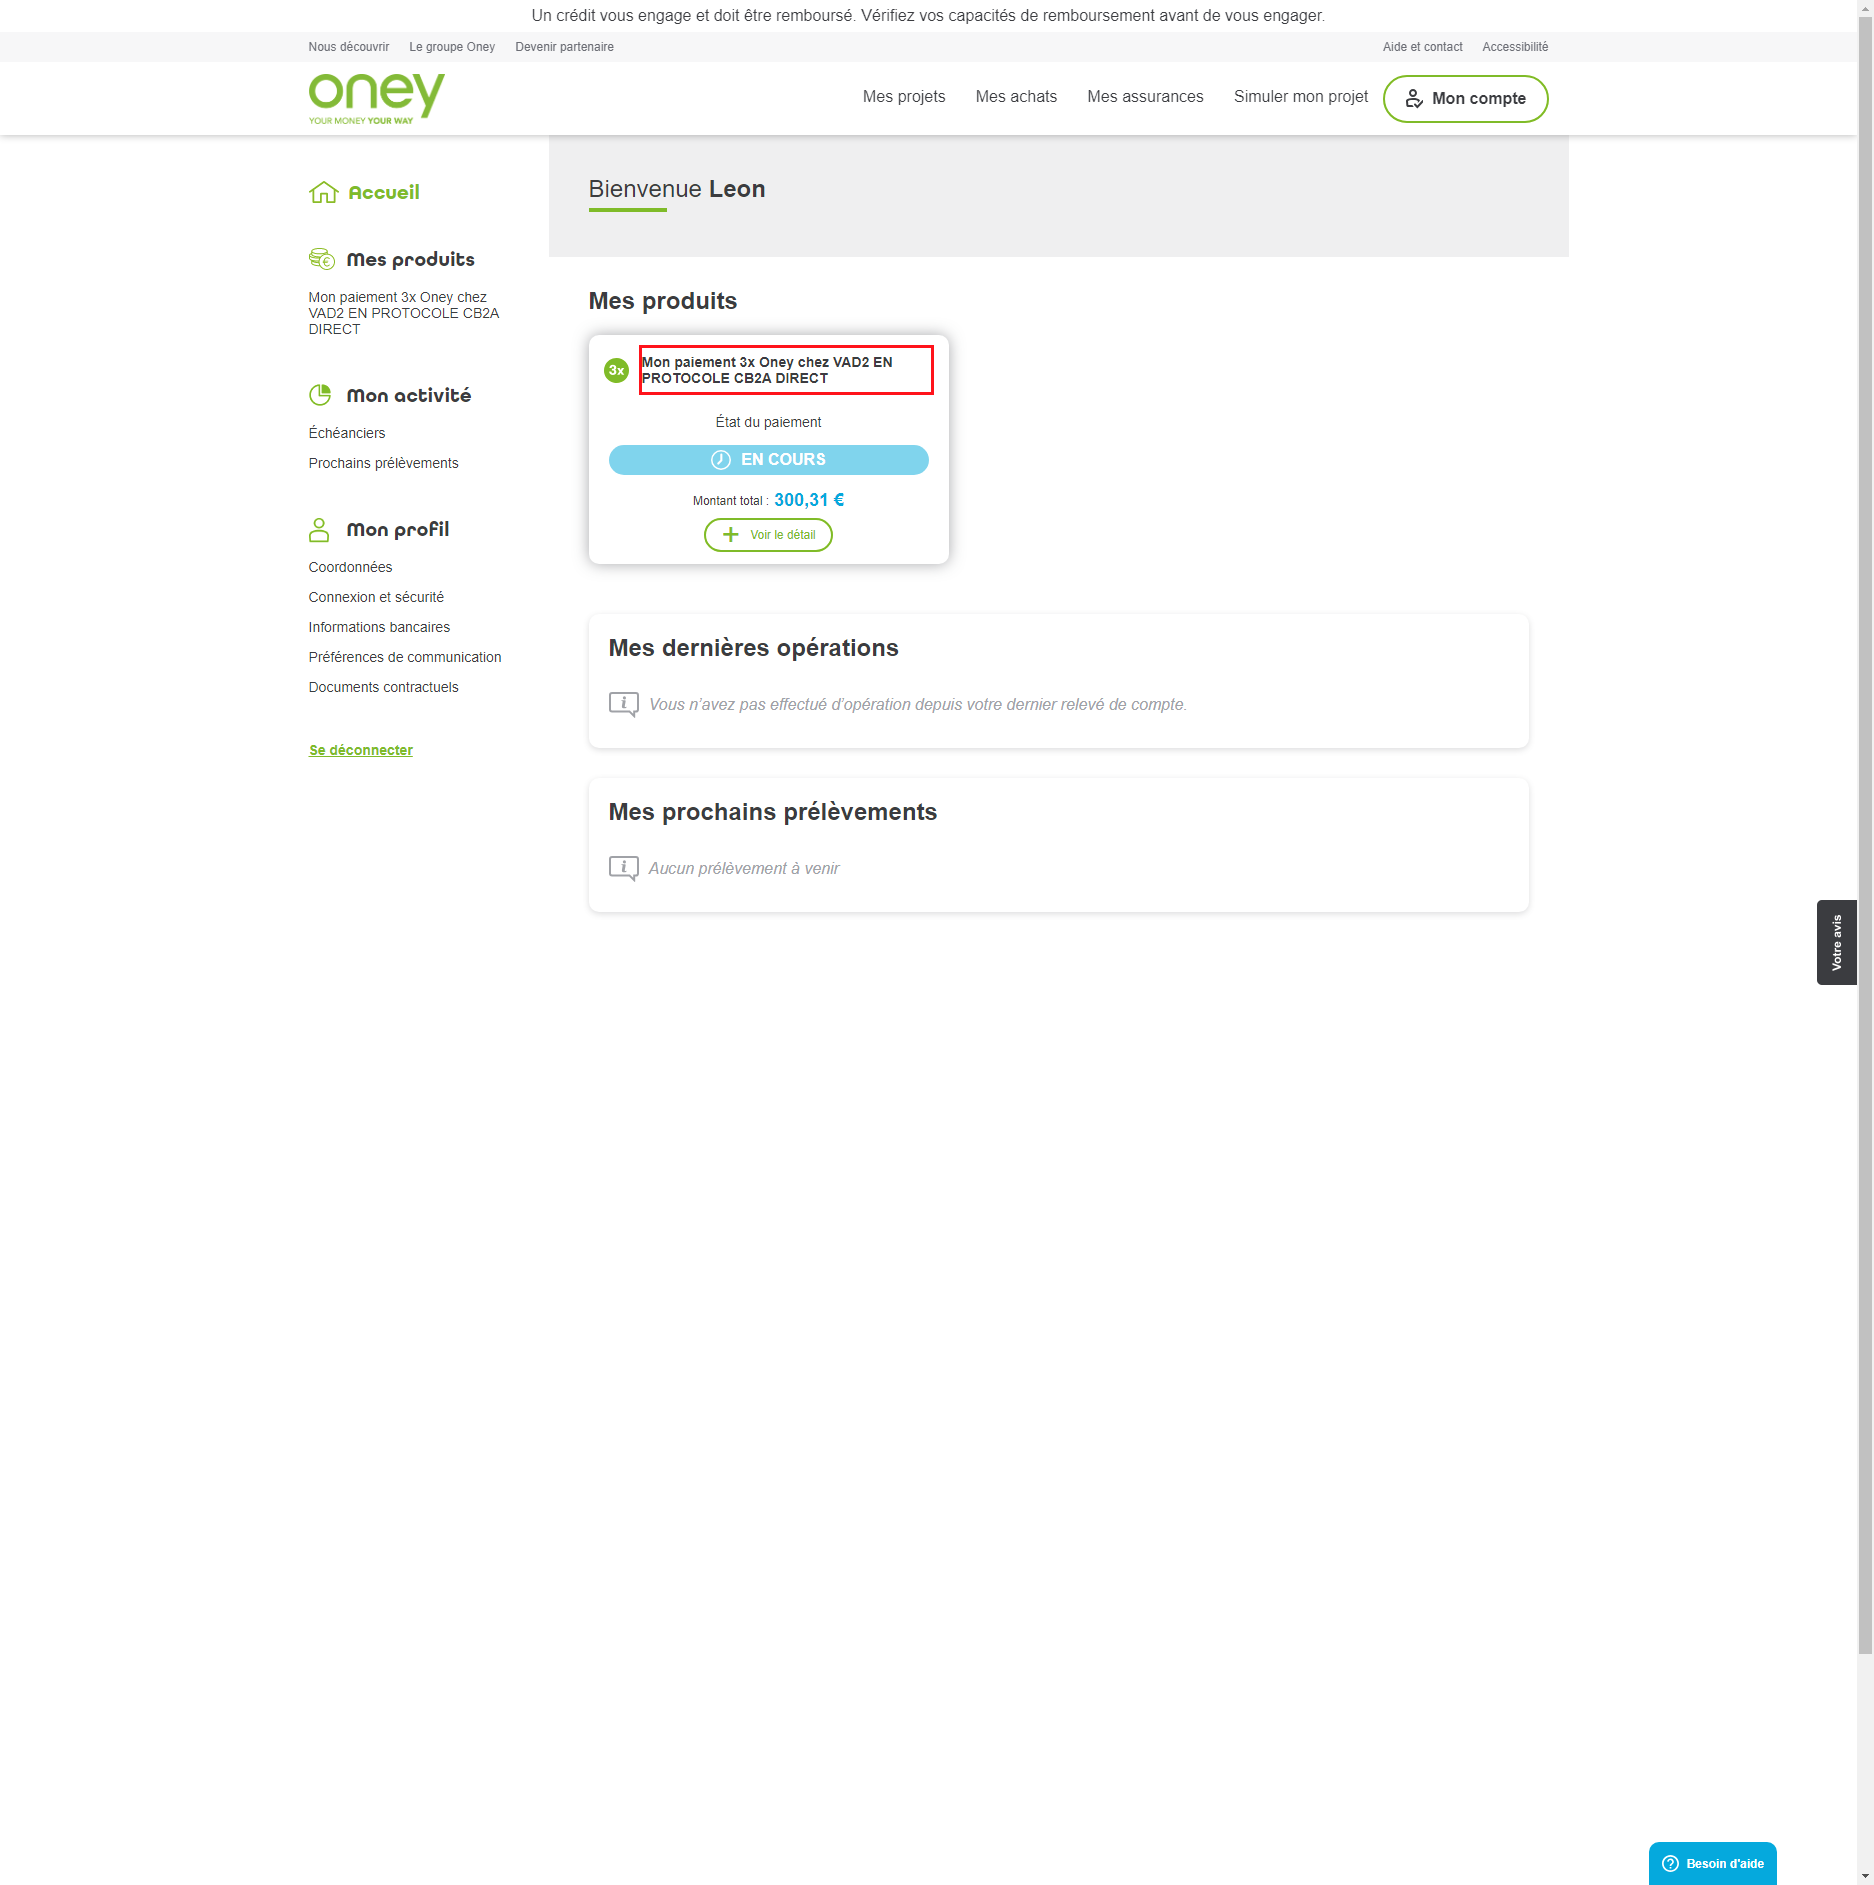 Un crédit vous engage et doit être remboursé. Vérifiez vos capacités de remboursement avant de vous engager.
Nous découvrir Le groupe Oney Devenir partenaire Aide et contact Accessibilité
oney
YOUR MONEY YOUR WAY
Mes projets Mes achats Mes assurances Simuler mon projet Mon compte
Accueil
Mes produits
Mon paiement 3x Oney chez
VAD2 EN PROTOCOLE CB2A
DIRECT
Mon activité
Échéanciers
Prochains prélèvements
Mon profil
Coordonnées
Connexion et sécurité
Informations bancaires
Préférences de communication
Documents contractuels
Se déconnecter
Bienvenue Leon
Mes produits
3x
Mon paiement 3x Oney chez VAD2 EN
PROTOCOLE CB2A DIRECT
État du paiement
EN COURS
Montant total : 300,31 €
Voir le détail
Mes dernières opérations
Vous n’avez pas effectué d’opération depuis votre dernier relevé de compte.
Mes prochains prélèvements
Aucun prélèvement à venir
Votre avis
Besoin d'aide